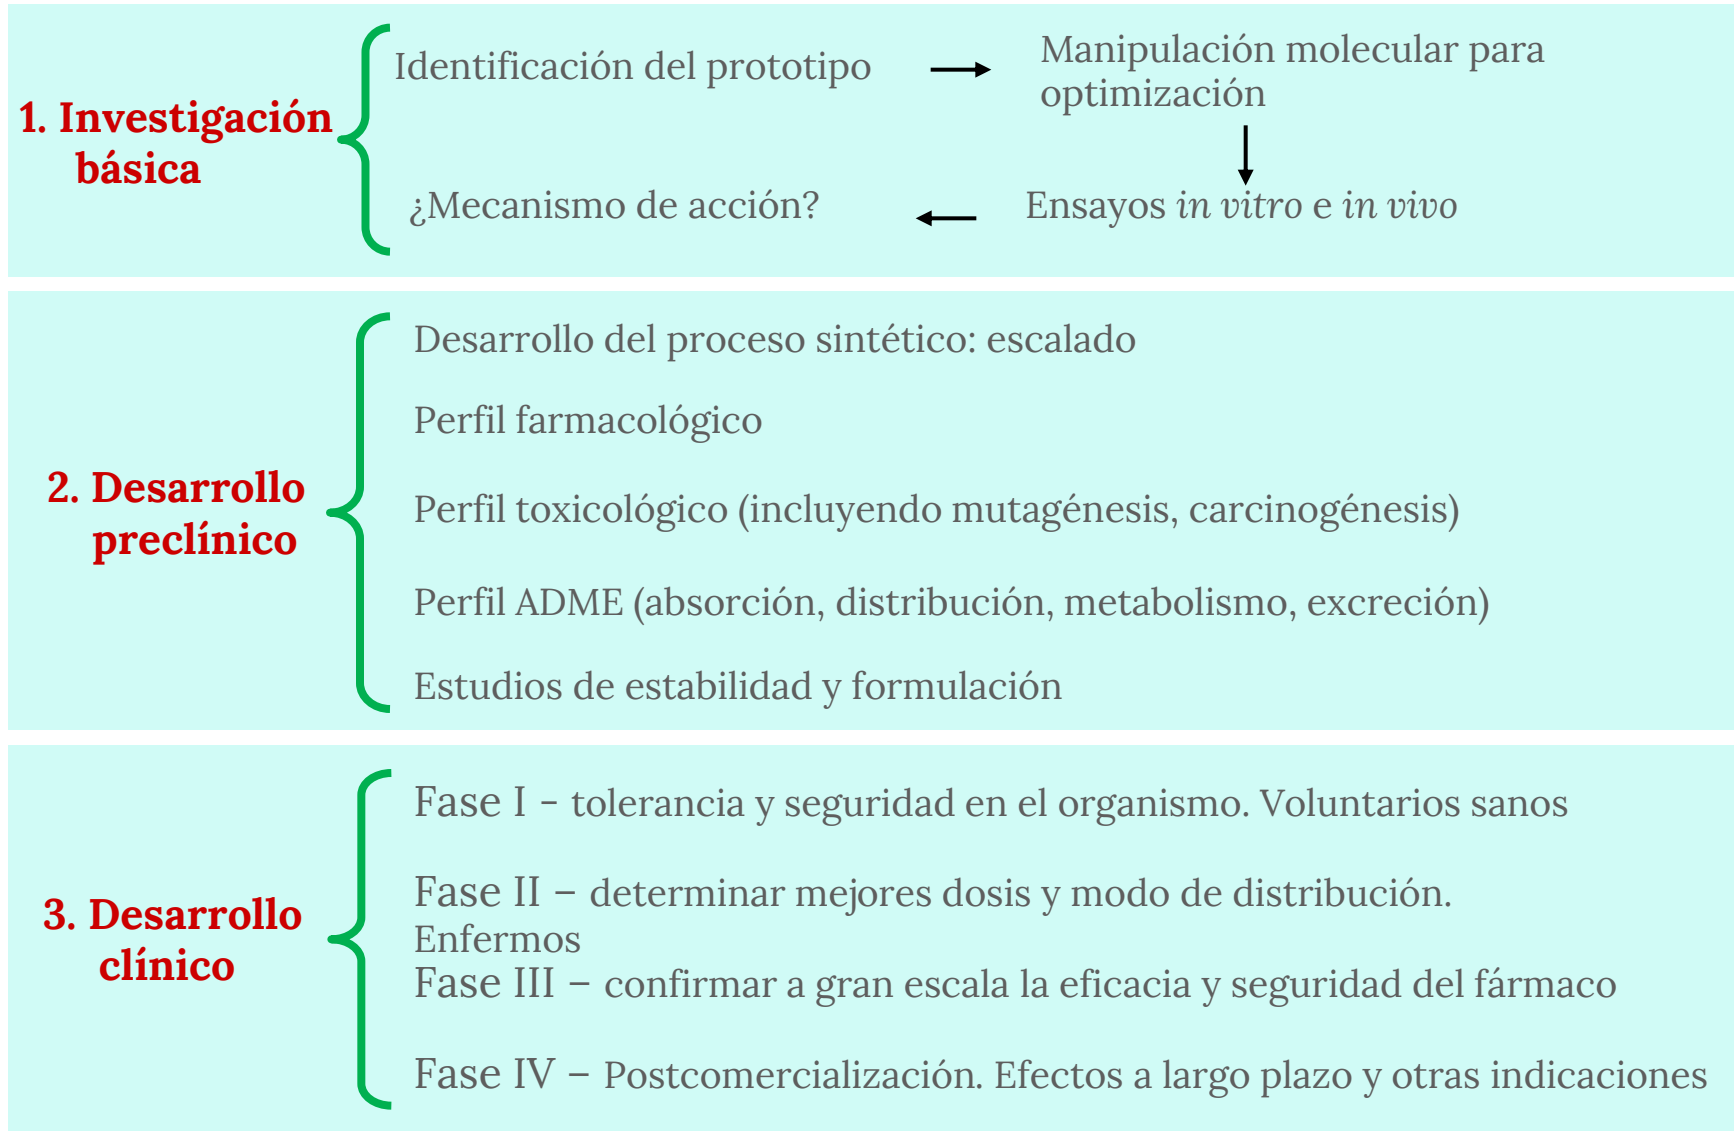 1. Investigación
básica
Identificación del prototipo
Manipulación molecular para
optimización
¿Mecanismo de acción?
Ensayos in vitro e in vivo
2. Desarrollo
preclínico
Desarrollo del proceso sintético: escalado
Perfil farmacológico
Perfil toxicológico (incluyendo mutagénesis, carcinogénesis)
Perfil ADME (absorción, distribución, metabolismo, excreción)
Estudios de estabilidad y formulación
3. Desarrollo
clínico
Fase I - tolerancia y seguridad en el organismo. Voluntarios sanos
Fase II – determinar mejores dosis y modo de distribución.
Enfermos
Fase III – confirmar a gran escala la eficacia y seguridad del fármaco
Fase IV – Postcomercialización. Efectos a largo plazo y otras indicaciones